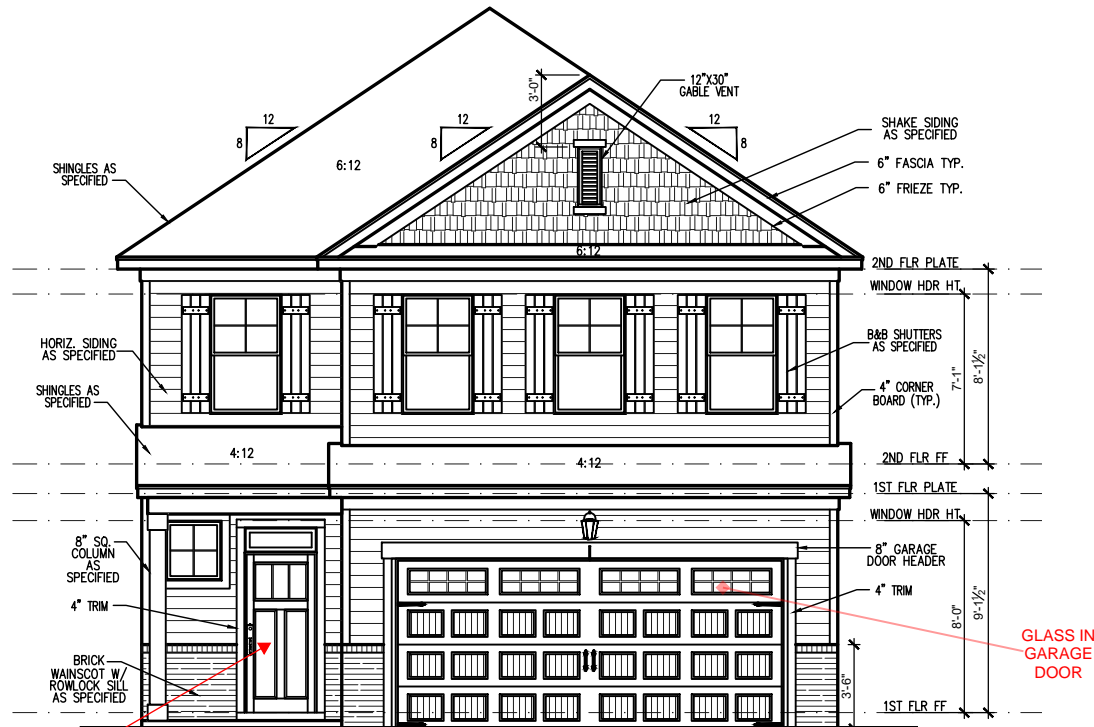 12"X30"
GABLE VENT
3'-0"
12
8
12
8
12
8
SHAKE SIDING
AS SPECIFIED
6" FASCIA TYP.
6" FRIEZE TYP.
SHINGLES AS
SPECIFIED
6:12
6:12
2ND FLR PLATE
WINDOW HDR HT
HORIZ. SIDING
AS SPECIFIED
B&B SHUTTERS
AS SPECIFIED
7'-1"
8'-1½"
SHINGLES AS
SPECIFIED
4" CORNER
BOARD (TYP.)
4:12
4:12
2ND FLR FF
1ST FLR PLATE
WINDOW HDR HT
8" SQ.
COLUMN
AS
SPECIFIED
8" GARAGE
DOOR HEADER
4" TRIM
4" TRIM
8'-0"
9'-1½"
GLASS IN
GARAGE
DOOR
BRICK
WAINSCOT W/
ROWLOCK SILL
AS SPECIFIED
3'-6"
1ST FLR FF